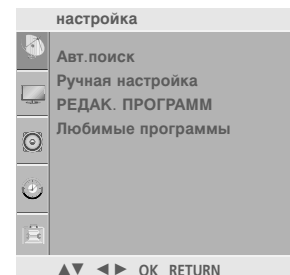 настройка
Авт.поиск
Ручная настройка
РЕДАК. ПРОГРАММ
Любимые программы
▲▼ ◄► OK RETURN